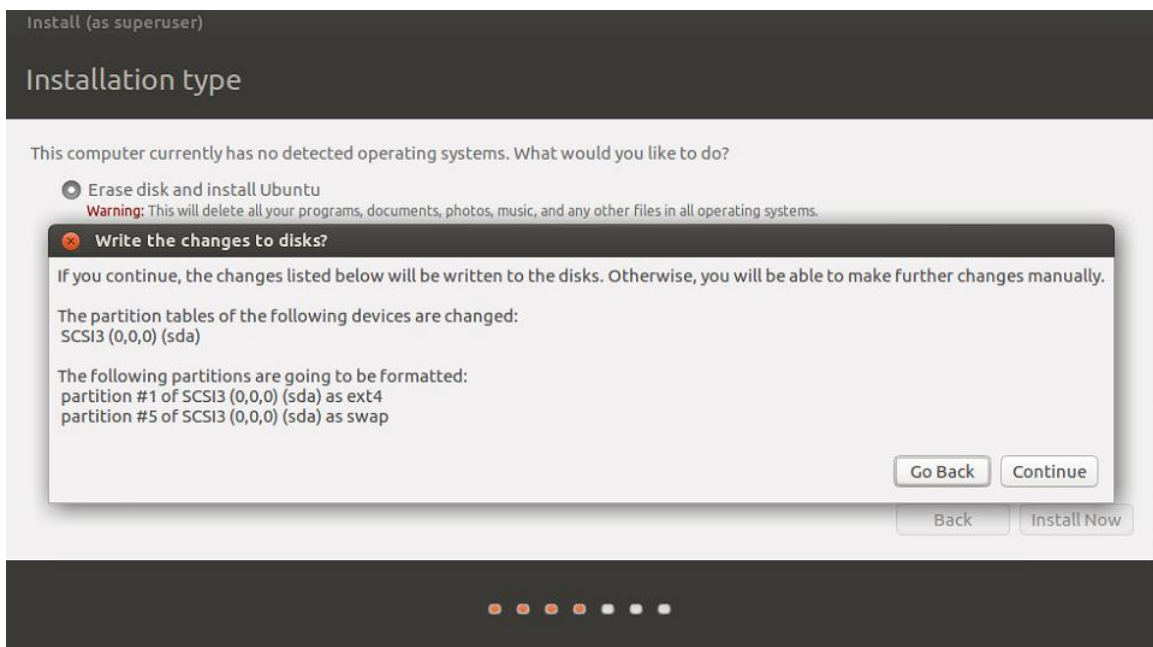 Install (as superuser)
Installation type
This computer currently has no detected operating systems. What would you like to do?
Erase disk and install Ubuntu
Warning: This will delete all your programs, documents, photos, music, and any other files in all operating systems.
Write the changes to disks?
If you continue, the changes listed below will be written to the disks. Otherwise, you will be able to make further changes manually.
The partition tables of the following devices are changed:
SCSI3 (0,0,0) (sda)
The following partitions are going to be formatted:
partition #1 of SCSI3 (0,0,0) (sda) as ext4
partition #5 of SCSI3 (0,0,0) (sda) as swap
Go Back Continue
Back Install Now